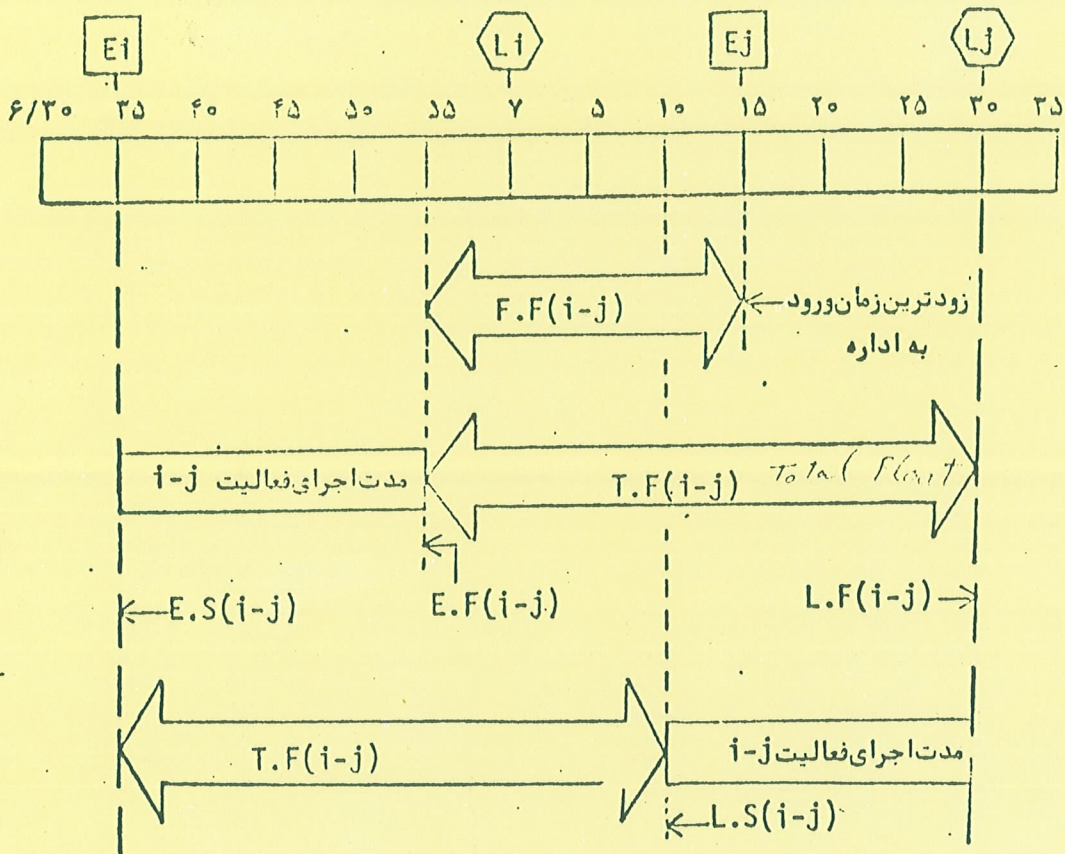 Ei Li Ej Lj
۶/۳۰ ۳۵ ۴۰ ۴۵ ۵۰ ۵۵ ۷ ۵ ۱۰ ۱۵ ۲۰ ۲۵ ۳۰ ۳۵
F.F(i-j)
زودترین زمان ورود
به اداره
مدت اجرای فعالیت i-j
T.F(i-j) Total Float
E.S(i-j) E.F(i-j) L.F(i-j)
T.F(i-j)
مدت اجرای فعالیت i-j
L.S(i-j)